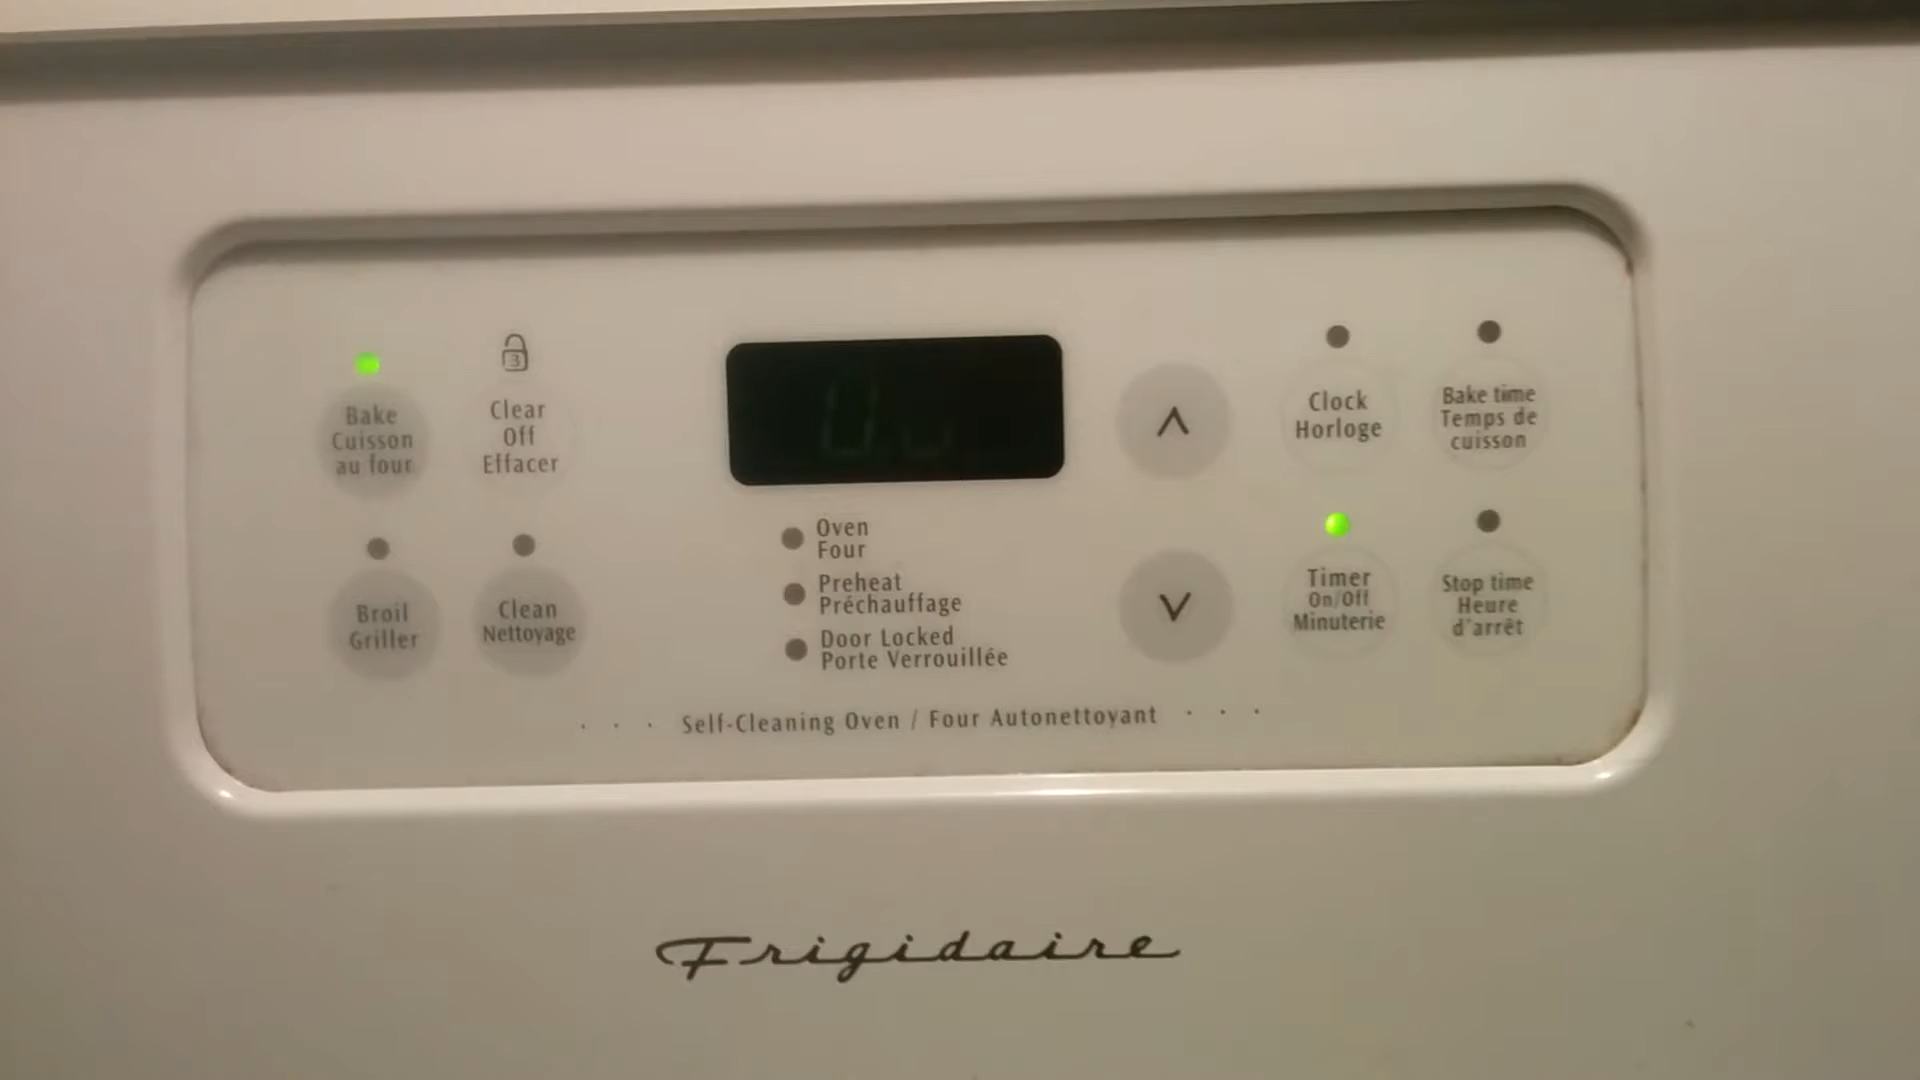 Bake
Cuisson
au four
3
Clear
Off
Effacer
Broil
Griller
Clean
Nettoyage
Oven
Four
Preheat
Préchauffage
Door Locked
Porte Verrouillée
Clock
Horloge
Bake time
Temps de
cuisson
Timer
On/Off
Minuterie
Stop time
Heure
d'arrêt
· · · Self-Cleaning Oven / Four Autonettoyant · · ·
Frigidaire